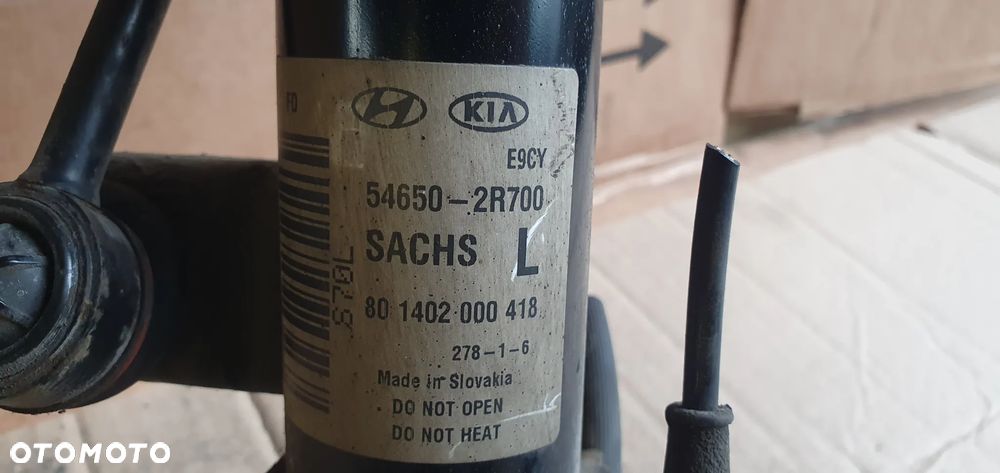 FD
KIA
E9CY
54650-2R700
SACHS L
80 1402 000 418
278-1-6
Made in Slovakia
DO NOT OPEN
DO NOT HEAT
OTOMOTO